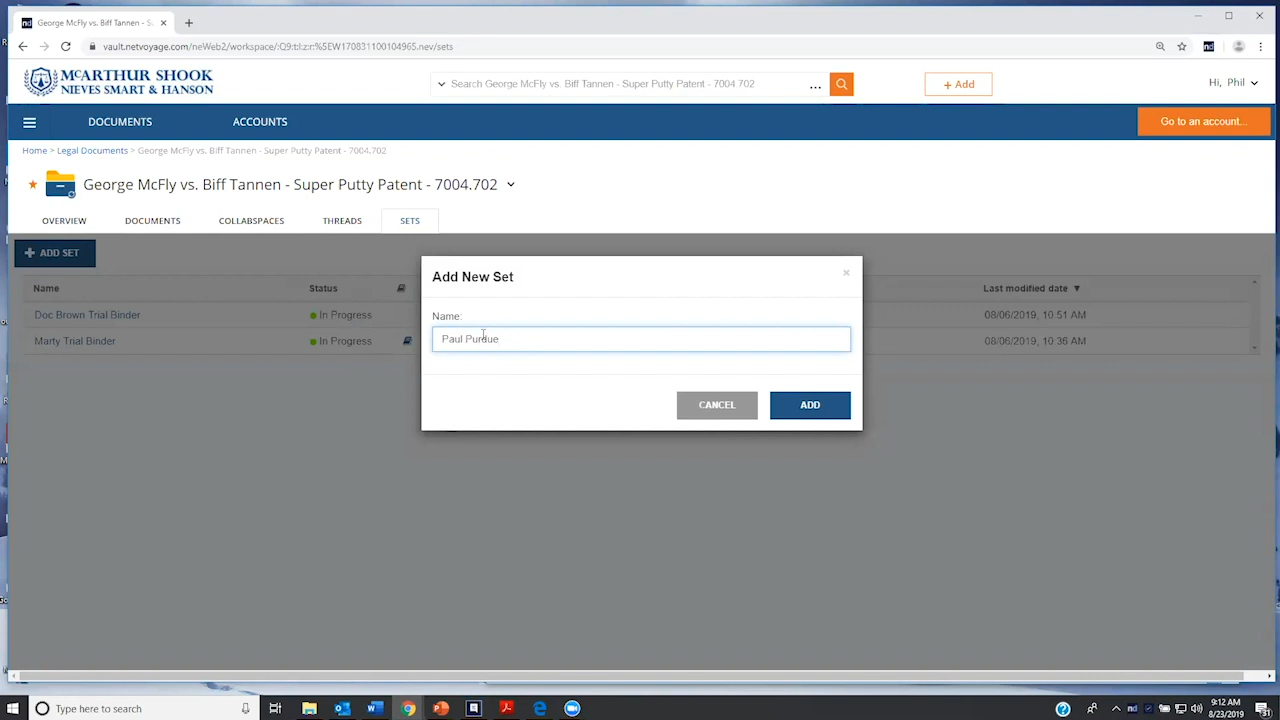 George McFly vs. Biff Tannen - S
vault.netvoyage.com/neWeb2/workspace/:Q9:t:l:z:r:%5EW170831100104965.nev/sets
McARTHUR SHOOK
NIEVES SMART & HANSON
Search George McFly vs. Biff Tannen - Super Putty Patent - 7004 702
...
+ Add
Hi, Phil
DOCUMENTS
ACCOUNTS
Go to an account...
Home > Legal Documents > George McFly vs. Biff Tannen - Super Putty Patent - 7004.702
George McFly vs. Biff Tannen - Super Putty Patent - 7004.702
OVERVIEW
DOCUMENTS
COLLABSPACES
THREADS
SETS
+ ADD SET
Name
Status
Last modified date ▼
Doc Brown Trial Binder
In Progress
08/06/2019, 10:51 AM
Marty Trial Binder
In Progress
08/06/2019, 10:36 AM
Add New Set
×
Name:
Paul Purdue
CANCEL
ADD
Type here to search
9:12 AM
8/23/2019